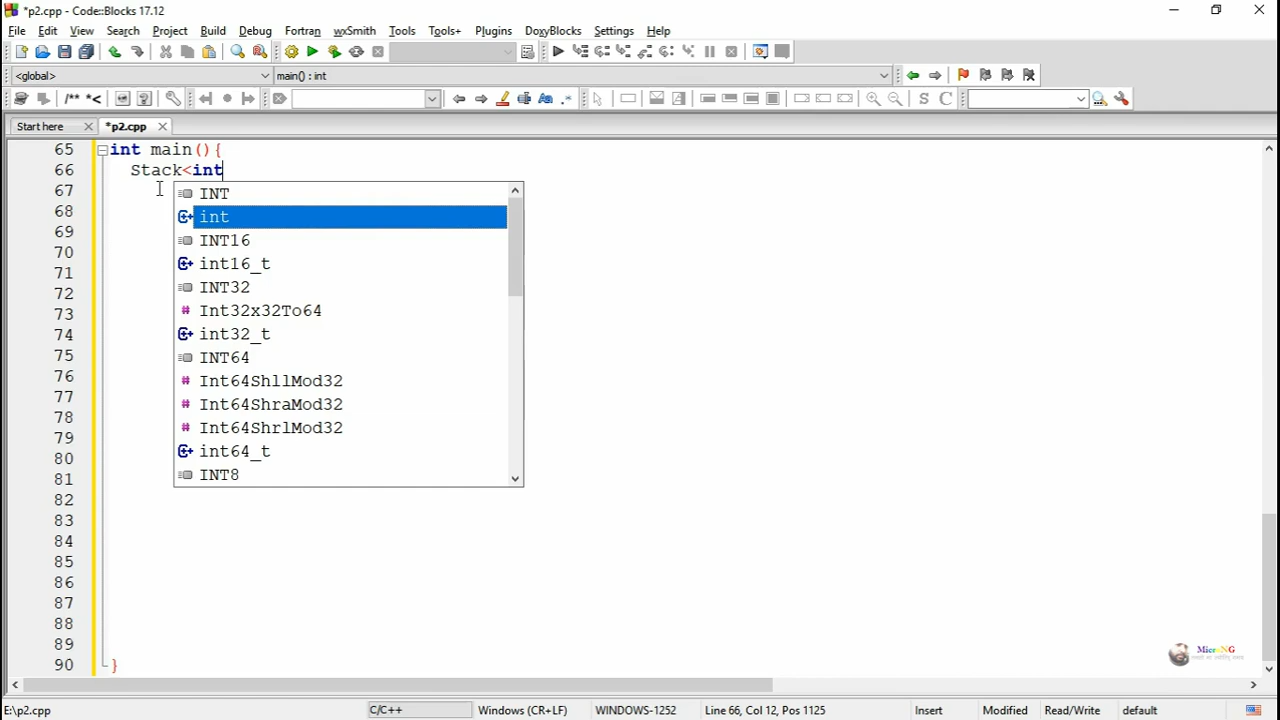 *p2.cpp - Code::Blocks 17.12
File Edit View Search Project Build Debug Fortran wxSmith Tools Tools+ Plugins DoxyBlocks Settings Help
<global> main() : int
/** *<
S C
Start here *p2.cpp
65 int main(){
66 Stack<int
67
INT
68 int
69 INT16
70
71 int16_t
72 INT32
73 Int32x32To64
74 int32_t
75 INT64
76 Int64ShllMod32
77 Int64ShraMod32
78 Int64ShrlMod32
79
80 int64_t
81 INT8
82
83
84
85
86
87
88
89
MicroNG
90 }
E:\p2.cpp C/C++ Windows (CR+LF) WINDOWS-1252 Line 66, Col 12, Pos 1125 Insert Modified Read/Write default